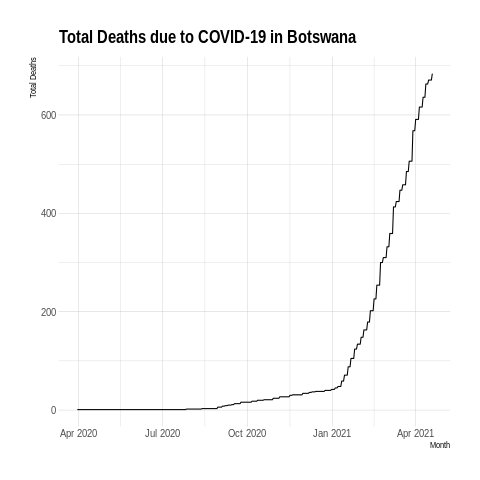 Total Deaths due to COVID-19 in Botswana
Total Deaths
600
400
200
0
Apr 2020 Jul 2020 Oct 2020 Jan 2021 Apr 2021
Month